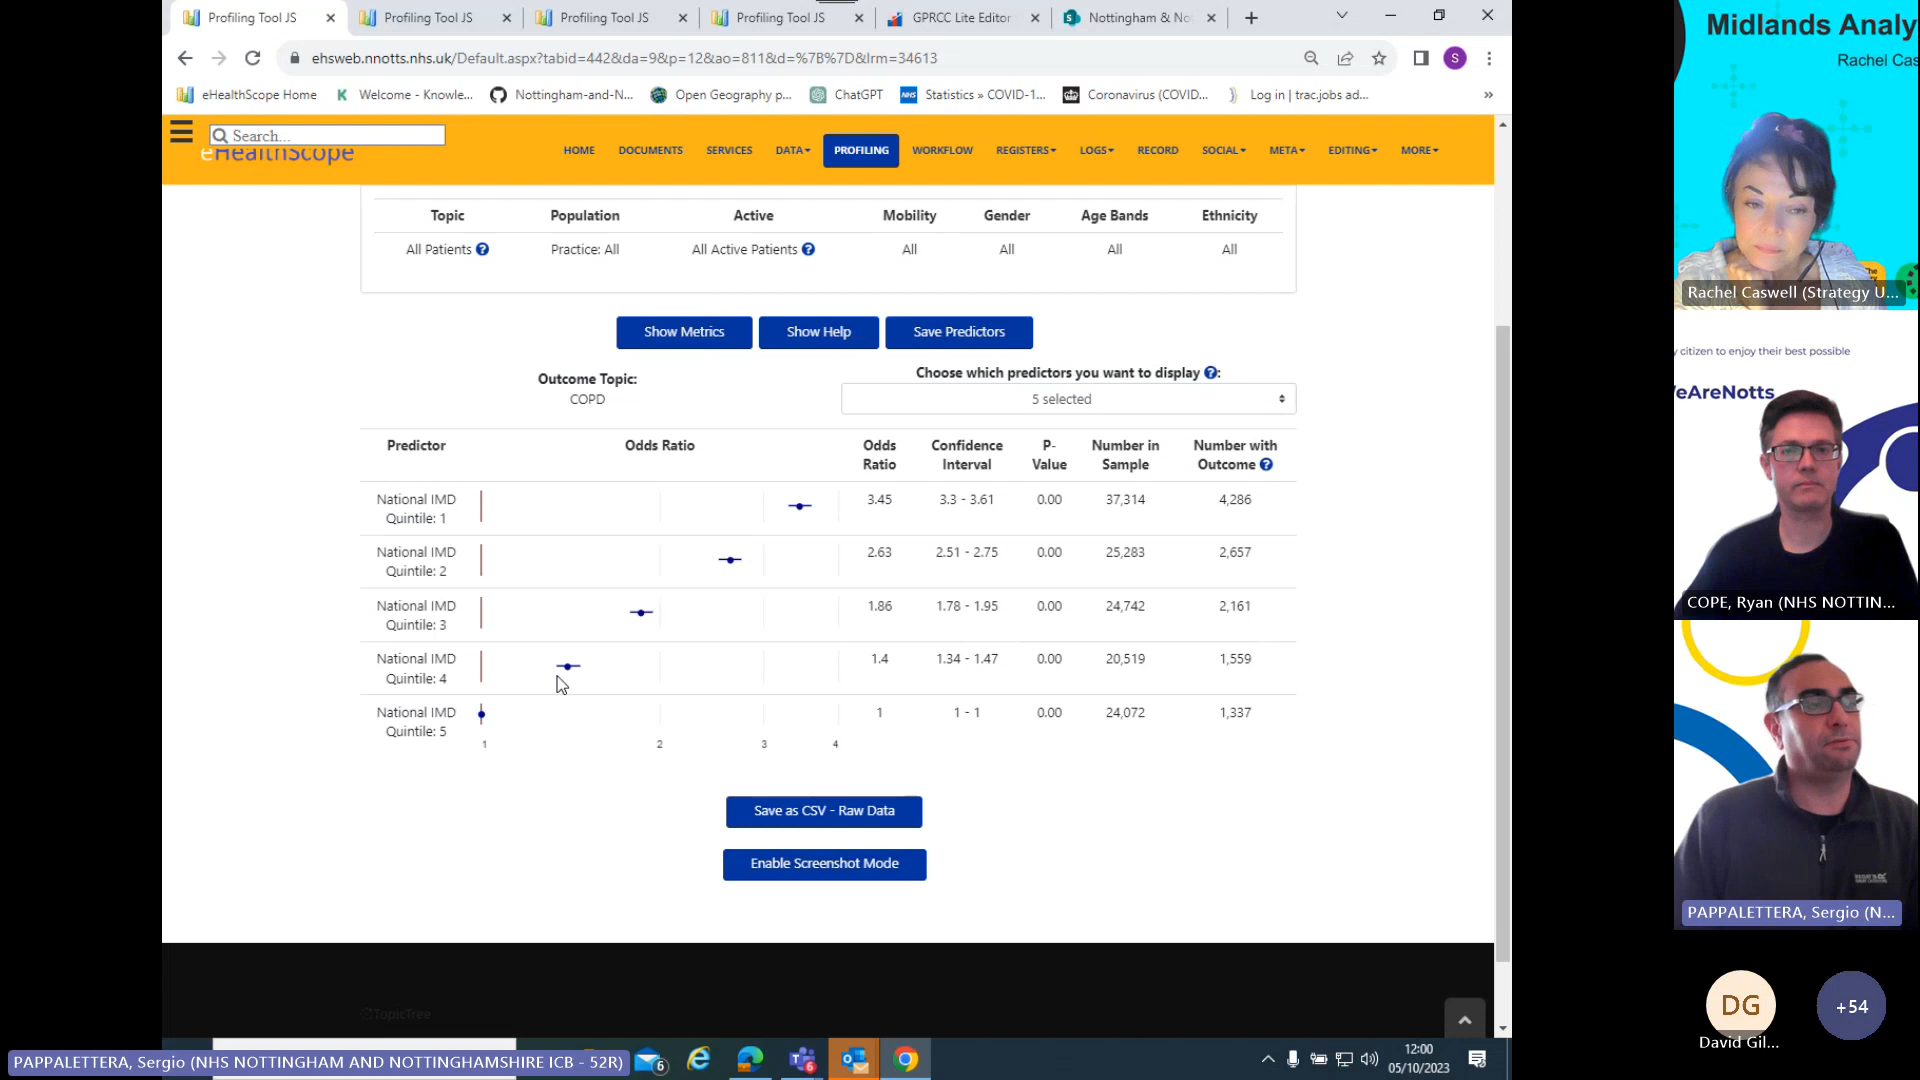 Profiling Tool JS
Profiling Tool JS
Profiling Tool JS
Profiling Tool JS
GPRCC Lite Editor
Nottingham & No
ehsweb.nnotts.nhs.uk/Default.aspx?tabid=442&da=9&p=12&ao=811&d=%7B%7D&lrm=34613
S
eHealthScope Home
Welcome - Knowle...
Nottingham-and-N...
Open Geography p...
ChatGPT
NHS Statistics » COVID-1...
Coronavirus (COVID...
Log in | trac.jobs ad...
»
Search...
eHealthScope
HOME DOCUMENTS SERVICES DATA PROFILING WORKFLOW REGISTERS LOGS RECORD SOCIAL META EDITING MORE
Topic Population Active Mobility Gender Age Bands Ethnicity
All Patients ? Practice: All All Active Patients ? All All All All
Show Metrics Show Help Save Predictors
Outcome Topic:
COPD
Choose which predictors you want to display ?:
5 selected
Predictor Odds Ratio Odds Ratio Confidence Interval P-Value Number in Sample Number with Outcome ?
National IMD Quintile: 1 3.45 3.3 - 3.61 0.00 37,314 4,286
National IMD Quintile: 2 2.63 2.51 - 2.75 0.00 25,283 2,657
National IMD Quintile: 3 1.86 1.78 - 1.95 0.00 24,742 2,161
National IMD Quintile: 4 1.4 1.34 - 1.47 0.00 20,519 1,559
National IMD Quintile: 5 1 1 - 1 0.00 24,072 1,337
1 2 3 4
Save as CSV - Raw Data
Enable Screenshot Mode
TopicTree
PAPPALETTERA, Sergio (NHS NOTTINGHAM AND NOTTINGHAMSHIRE ICB - 52R)
6
6
12:00
05/10/2023
Midlands Analy
Rachel Cas
Rachel Caswell (Strategy U...
y citizen to enjoy their best possible
eAreNotts
COPE, Ryan (NHS NOTTIN...
PAPPALETTERA, Sergio (N...
DG
+54
David Gil...